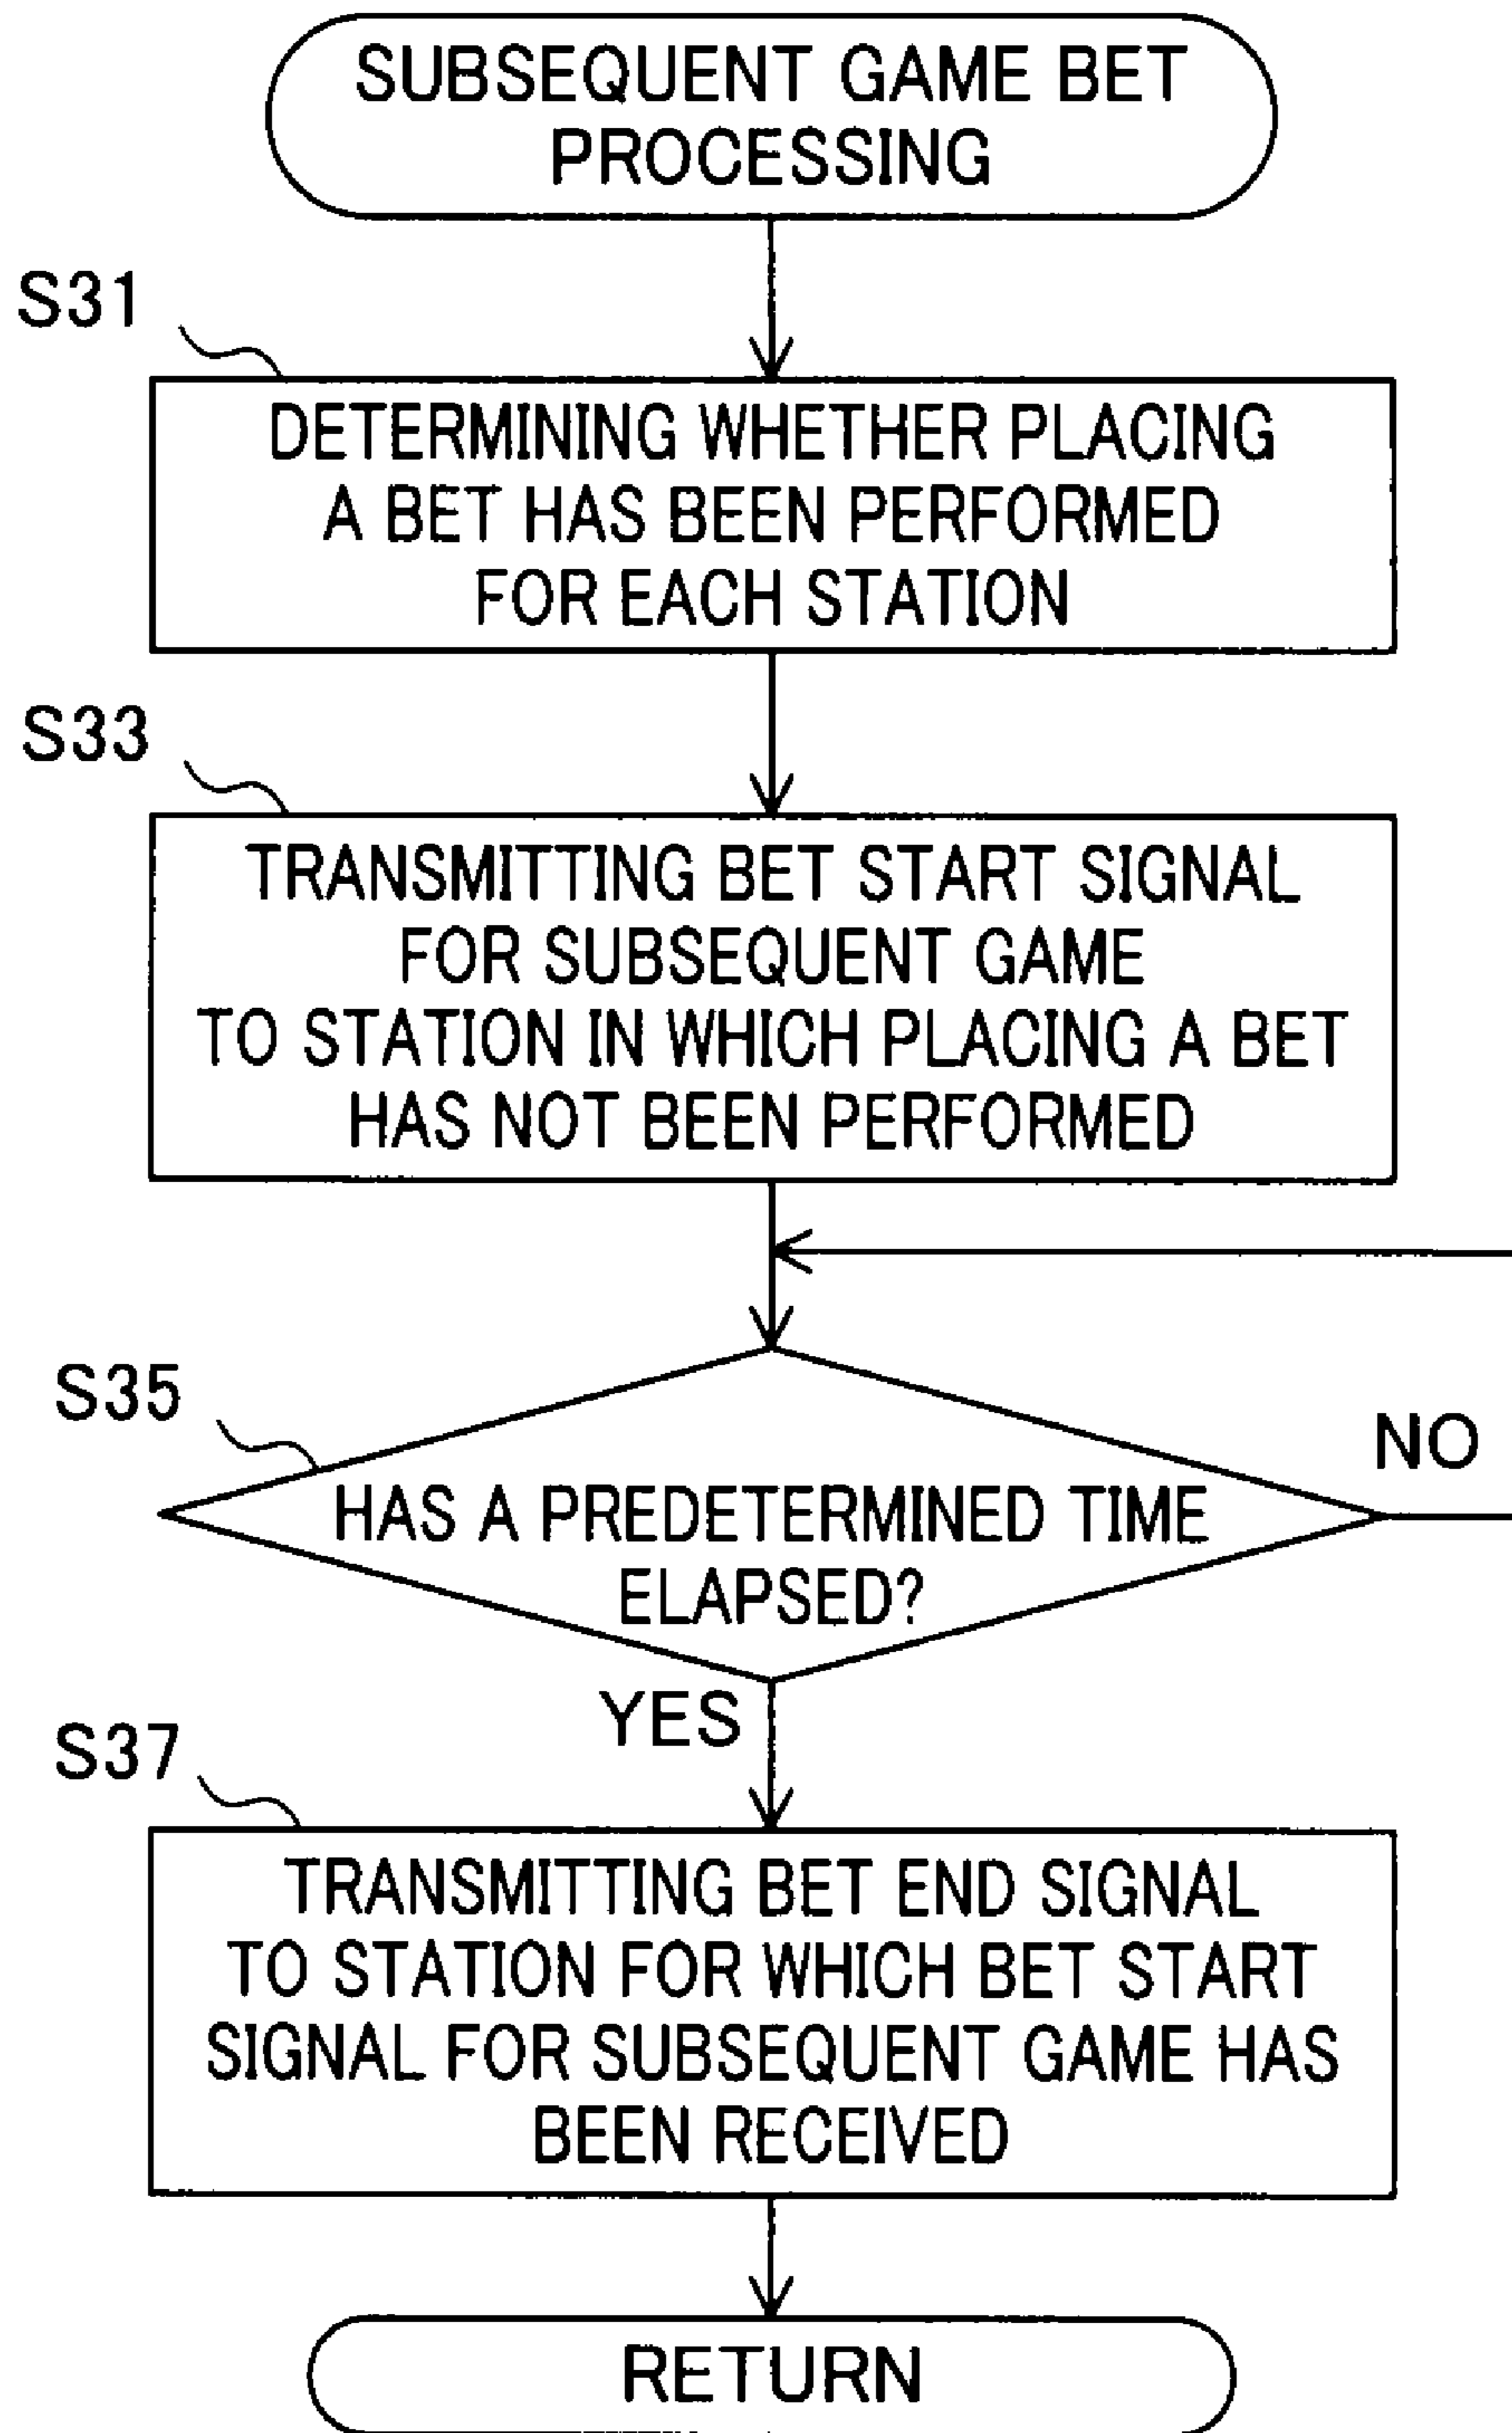 SUBSEQUENT GAME BET
PROCESSING
S31
DETERMINING WHETHER PLACING
A BET HAS BEEN PERFORMED
FOR EACH STATION
S33
TRANSMITTING BET START SIGNAL
FOR SUBSEQUENT GAME
TO STATION IN WHICH PLACING A BET
HAS NOT BEEN PERFORMED
S35
NO
HAS A PREDETERMINED TIME
ELAPSED?
YES
S37
TRANSMITTING BET END SIGNAL
TO STATION FOR WHICH BET START
SIGNAL FOR SUBSEQUENT GAME HAS
BEEN RECEIVED
RETURN